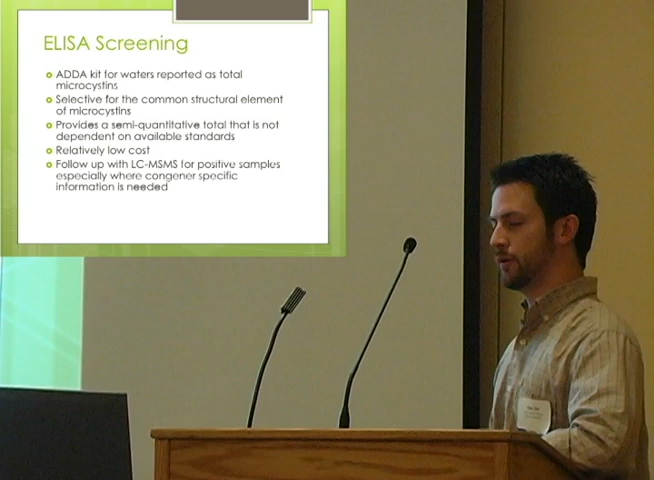 ELISA Screening
ADDA kit for waters reported as total
microcystins
Selective for the common structural element
of microcystins
Provides a semi-quantitative total that is not
dependent on available standards
Relatively low cost
Follow up with LC-MSMS for positive samples
especially where congener specific
information is needed